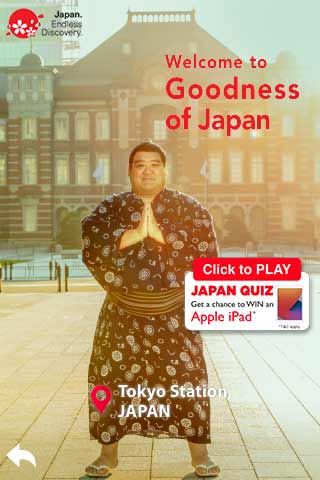 Japan.
Endless
Discovery.
Welcome to
Goodness
of Japan
Click to PLAY
JAPAN QUIZ
Get a chance to WIN an
Apple iPad*
*T&C apply.
Tokyo Station,
JAPAN